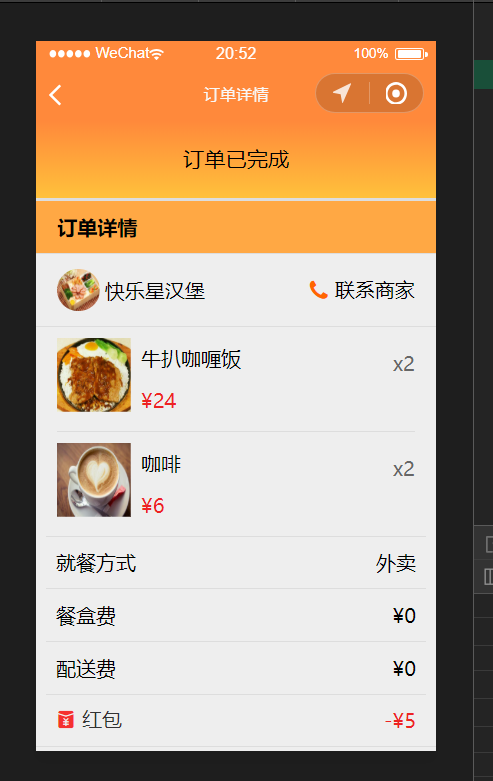 WeChat 20:52 100%
订单详情
订单已完成
订单详情
快乐星汉堡 联系商家
牛扒咖喱饭 x2
¥24
咖啡 x2
¥6
就餐方式 外卖
餐盒费 ¥0
配送费 ¥0
红包 -¥5